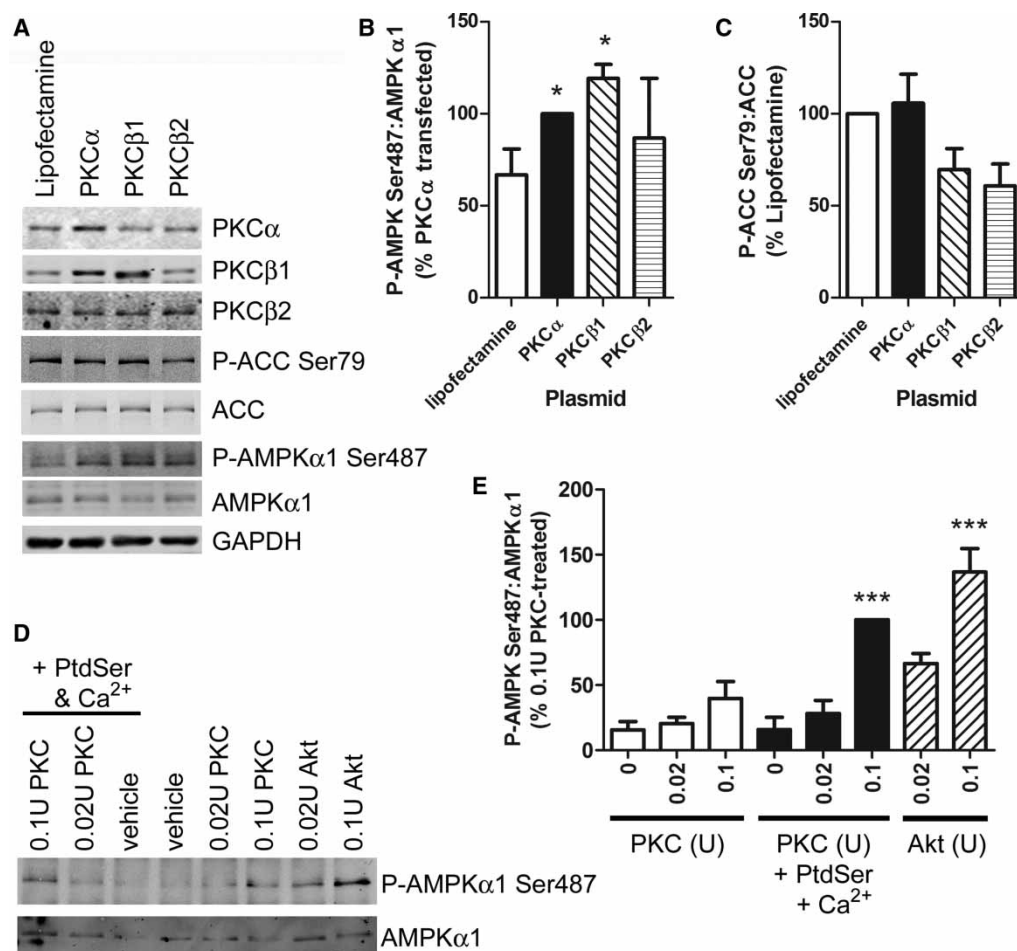 A
Lipofectamine
PKCα
PKCβ1
PKCβ2
PKCα
PKCβ1
PKCβ2
P-ACC Ser79
ACC
P-AMPKα1 Ser487
AMPKα1
GAPDH
B
P-AMPK Ser487:AMPK α1
(% PKCα transfected)
150
100
50
0
*
*
lipofectamine
PKCα
PKCβ1
PKCβ2
Plasmid
C
P-ACC Ser79:ACC
(% Lipofectamine)
150
100
50
0
lipofectamine
PKCα
PKCβ1
PKCβ2
Plasmid
D
+ PtdSer
& Ca²⁺
0.1U PKC
0.02U PKC
vehicle
vehicle
0.02U PKC
0.1U PKC
0.02U Akt
0.1U Akt
P-AMPKα1 Ser487
AMPKα1
E
P-AMPK Ser487:AMPKα1
(% 0.1U PKC-treated)
200
150
100
50
0
***
***
0
0.02
0.1
0
0.02
0.1
0.02
0.1
PKC (U)
PKC (U)
+ PtdSer
+ Ca²⁺
Akt (U)